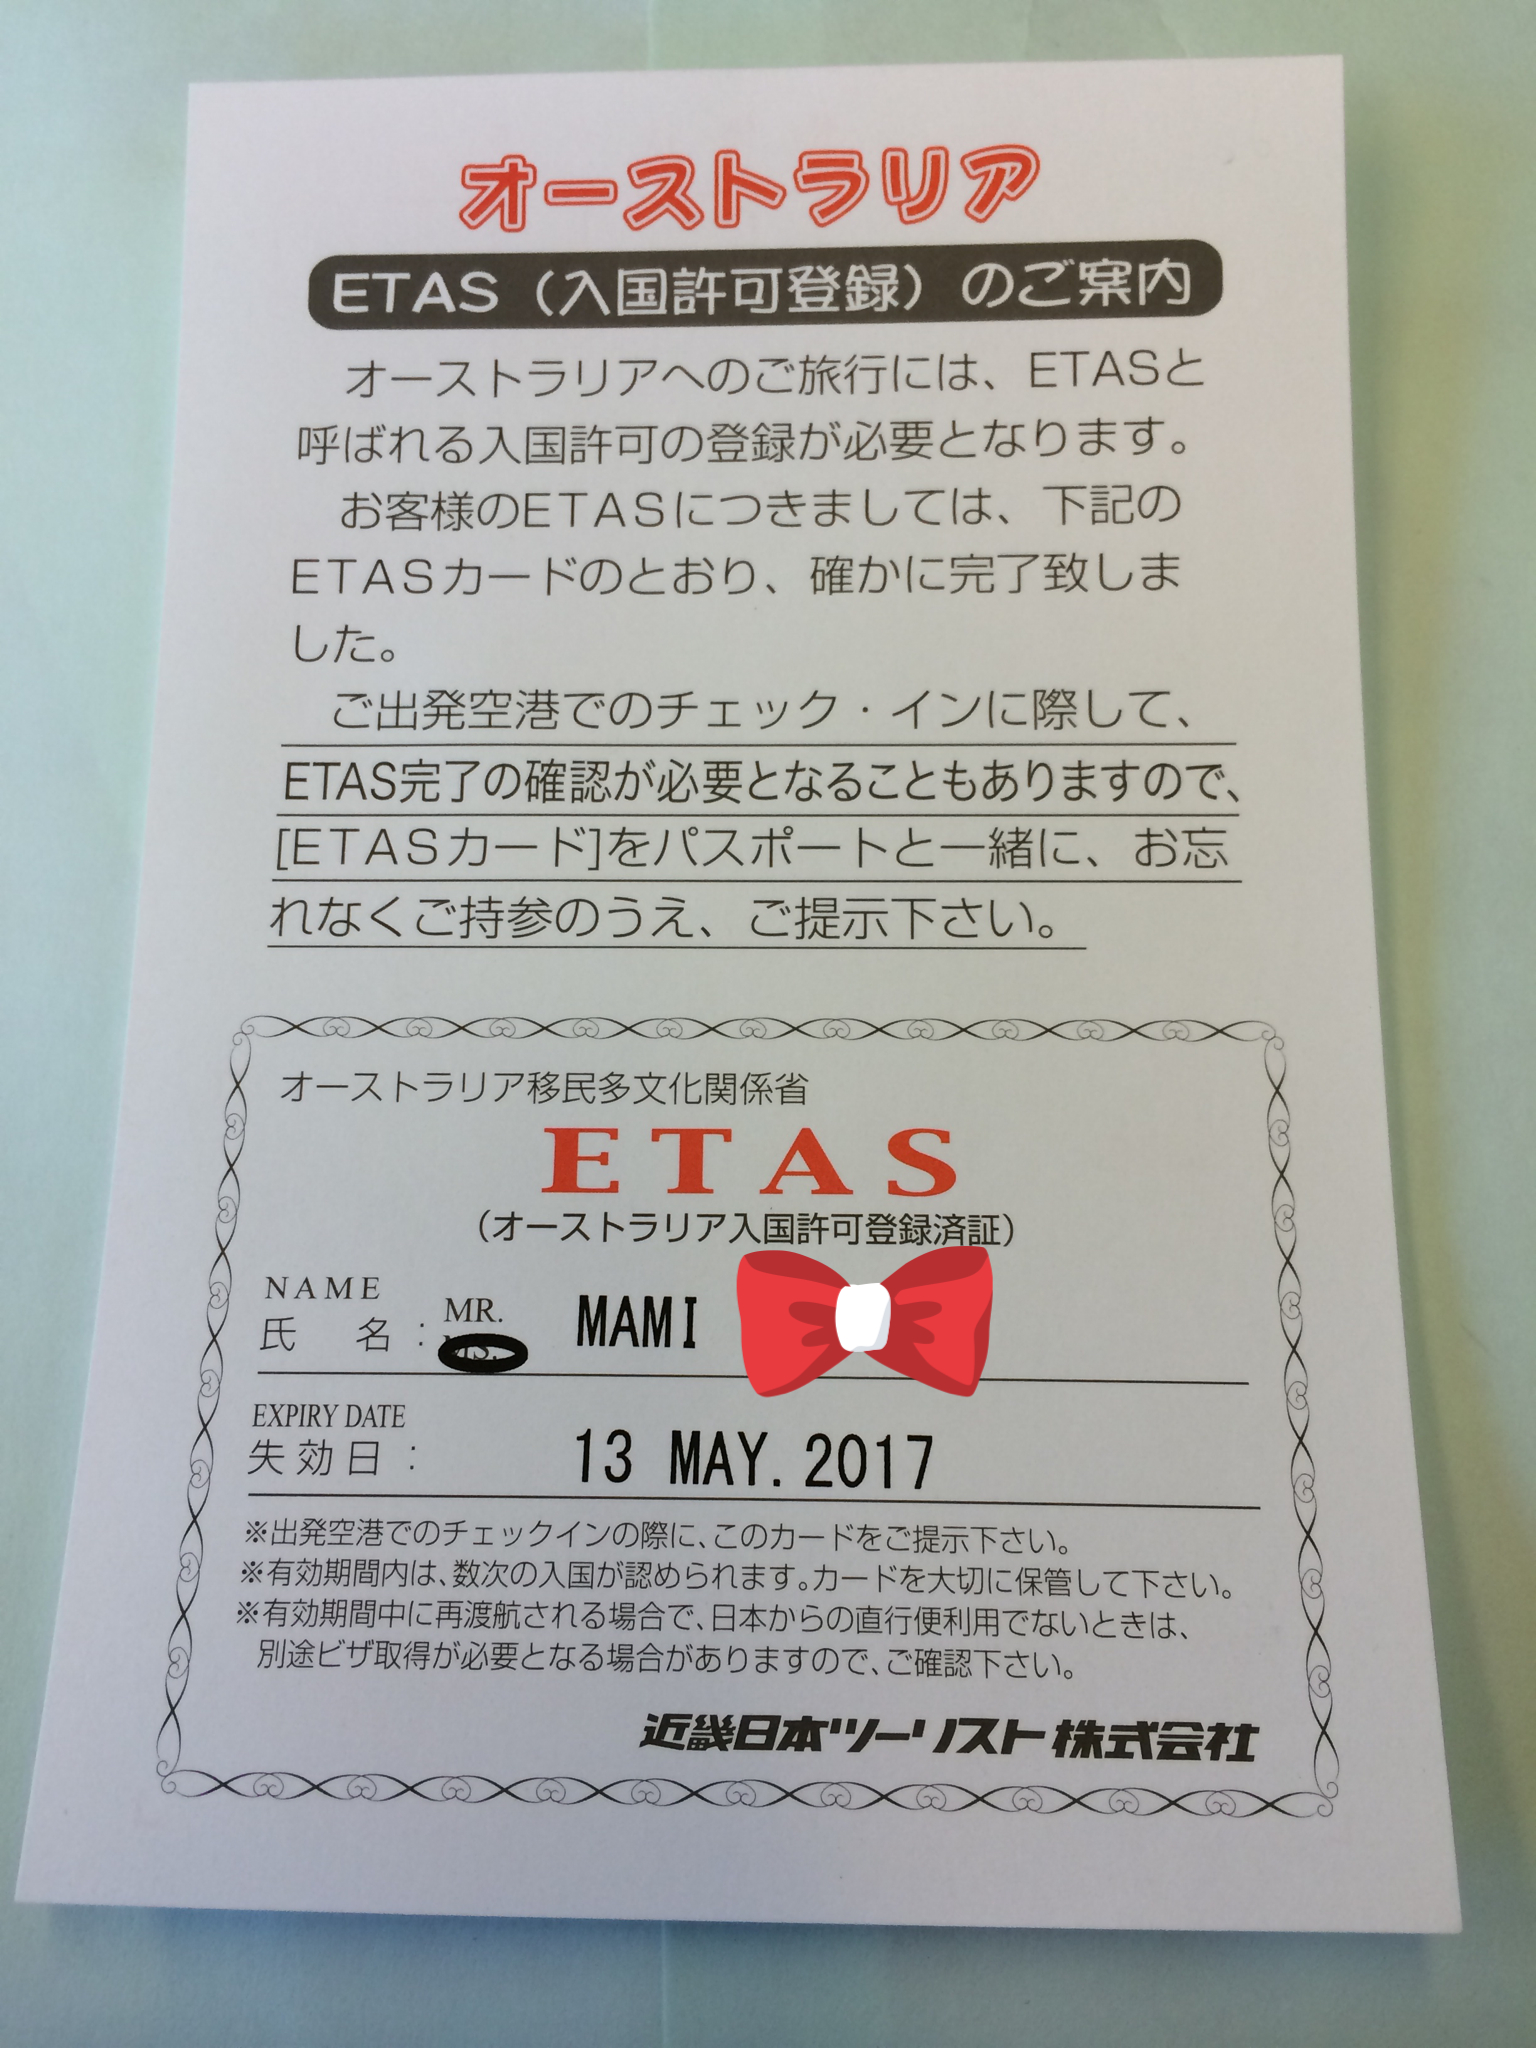 オーストラリア
ETAS（入国許可登録）のご案内
オーストラリアへのご旅行には、ETASと
呼ばれる入国許可の登録が必要となります。
お客様のETASにつきましては、下記の
ETASカードのとおり、確かに完了致しま
した。
ご出発空港でのチェック・インに際して、
ETAS完了の確認が必要となることもありますので、
[ETASカード]をパスポートと一緒に、お忘
れなくご持参のうえ、ご提示下さい。
オーストラリア移民多文化関係省
ETAS
（オーストラリア入国許可登録済証）
NAME
氏名： MR. MAMI
MS.
EXPIRY DATE
失効日： 13 MAY. 2017
※出発空港でのチェックインの際に、このカードをご提示下さい。
※有効期間内は、数次の入国が認められます。カードを大切に保管して下さい。
※有効期間中に再渡航される場合で、日本からの直行便利用でないときは、
別途ビザ取得が必要となる場合がありますので、ご確認下さい。
近畿日本ツーリスト株式会社